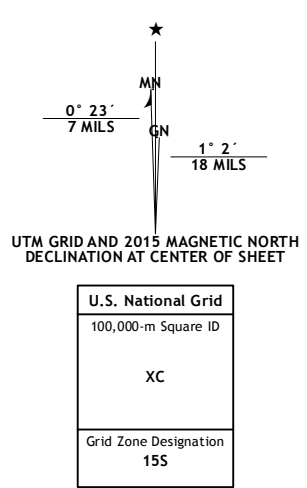 ★
MN
0° 23´
7 MILS
GN
1° 2´
18 MILS
UTM GRID AND 2015 MAGNETIC NORTH
DECLINATION AT CENTER OF SHEET
U.S. National Grid
100,000-m Square ID
XC
Grid Zone Designation
15S